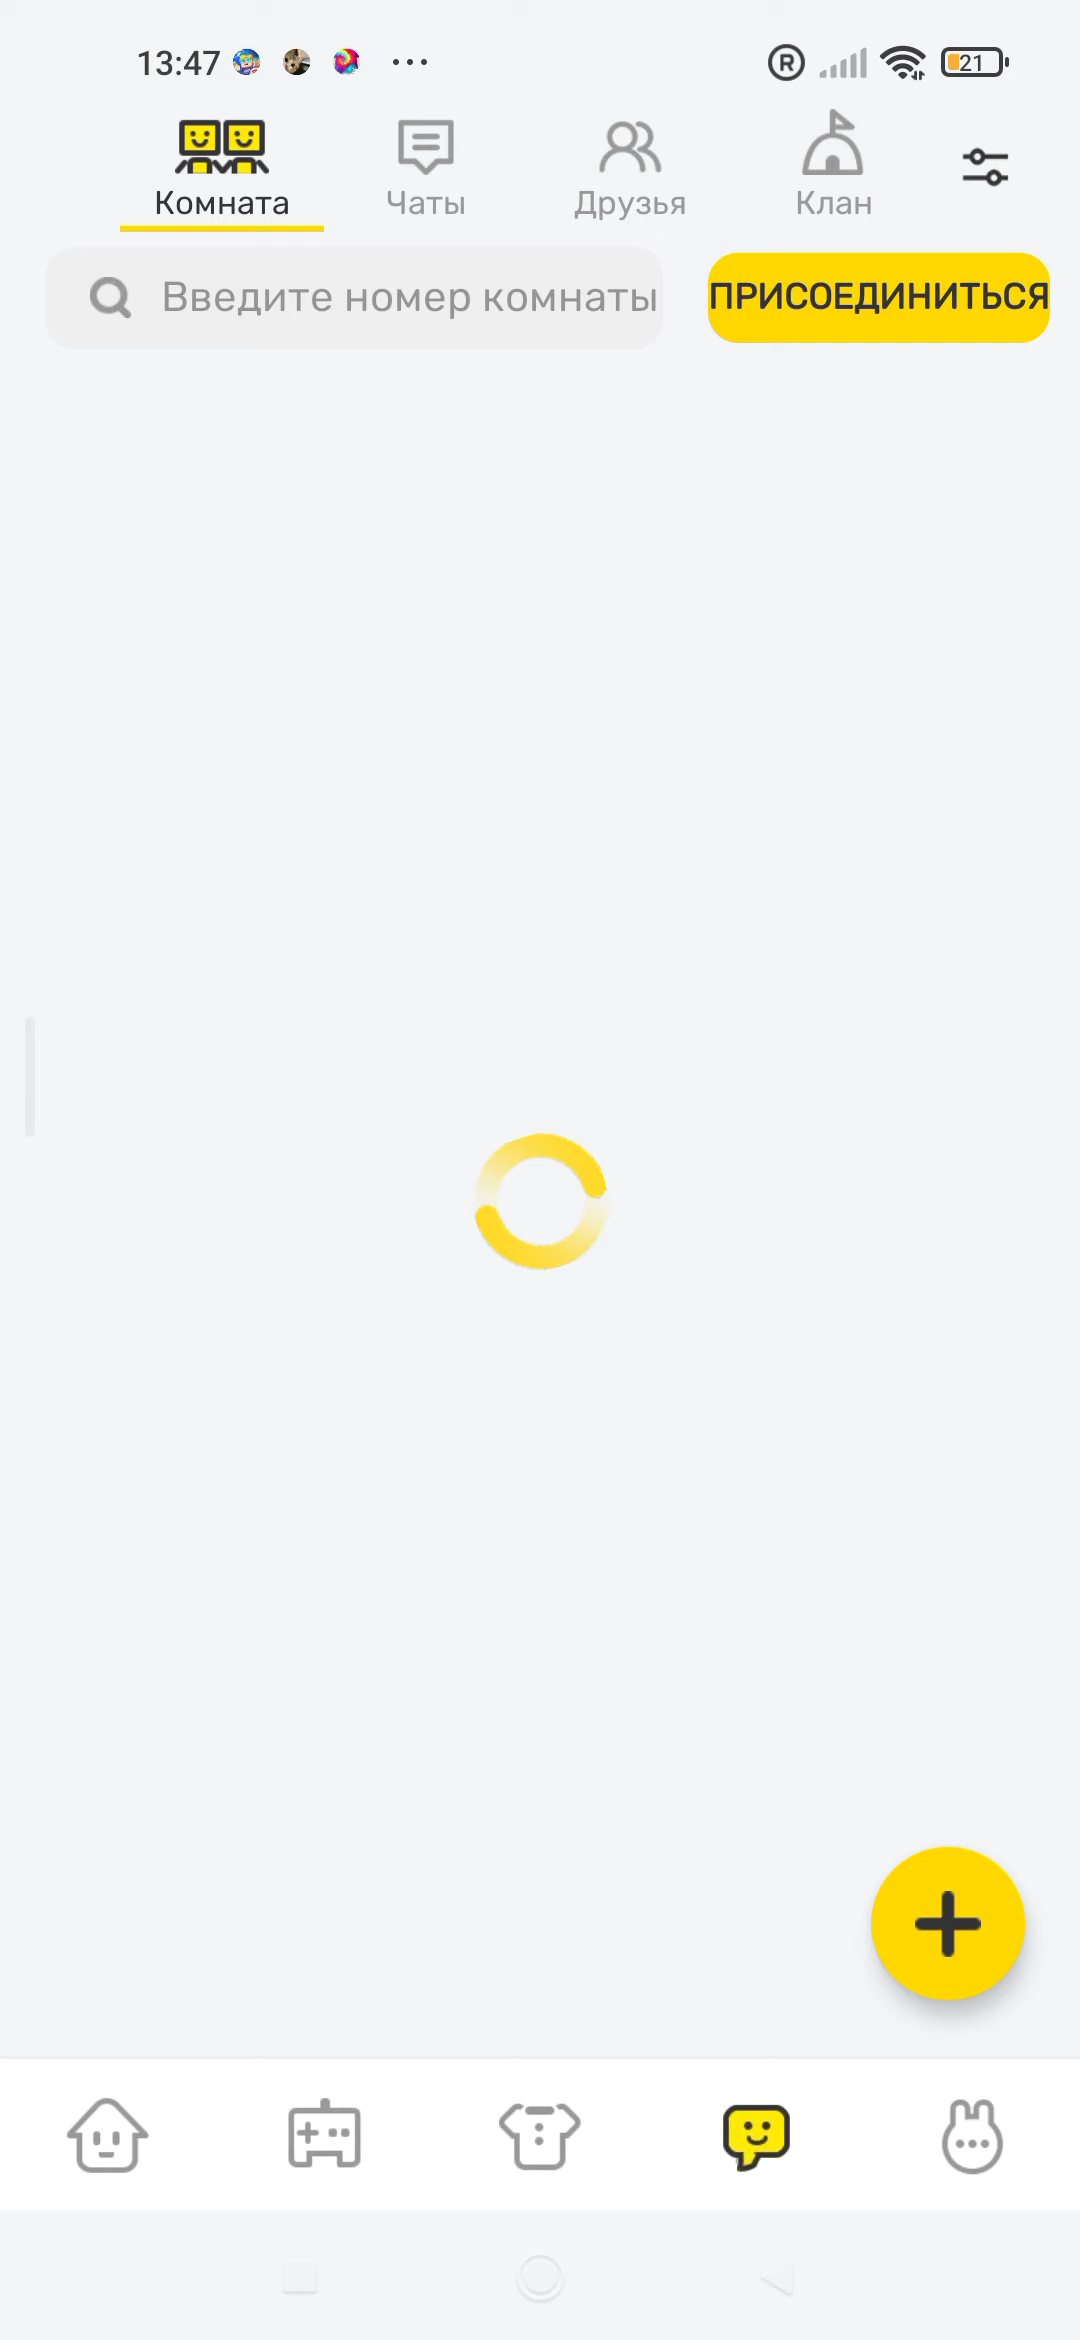 13:47
R
21
Комната
Чаты
Друзья
Клан
Введите номер комнаты
ПРИСОЕДИНИТЬСЯ